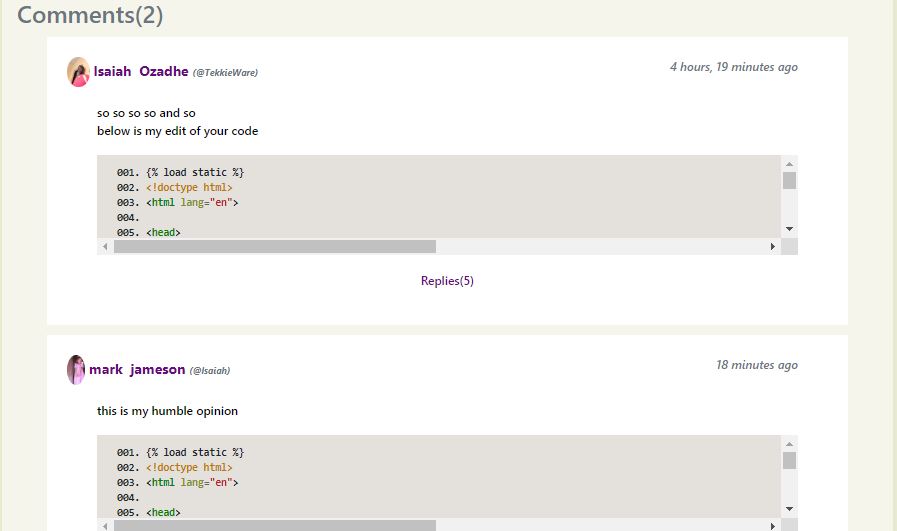 Comments(2)
Isaiah Ozadhe (@TekkieWare)
4 hours, 19 minutes ago
so so so so and so
below is my edit of your code
001. {% load static %}
002. <!doctype html>
003. <html lang="en">
004.
005. <head>
Replies(5)
mark jameson (@Isaiah)
18 minutes ago
this is my humble opinion
001. {% load static %}
002. <!doctype html>
003. <html lang="en">
004.
005. <head>